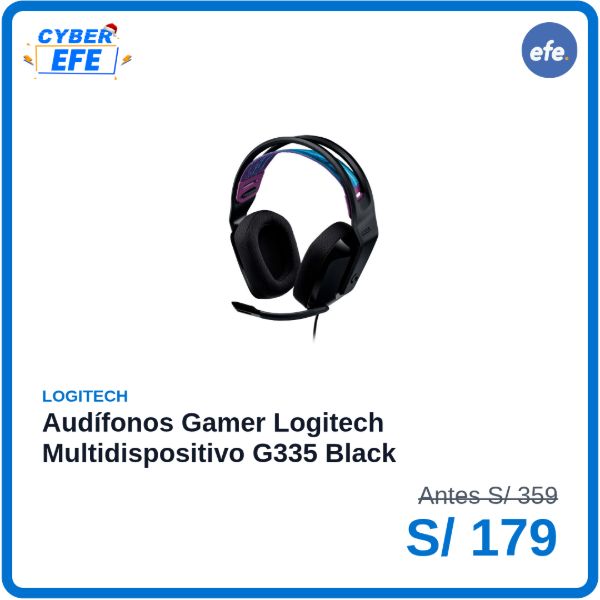 CYBER
EFE
efe.
LOGITECH
Audífonos Gamer Logitech
Multidispositivo G335 Black
Antes S/ 359
S/ 179